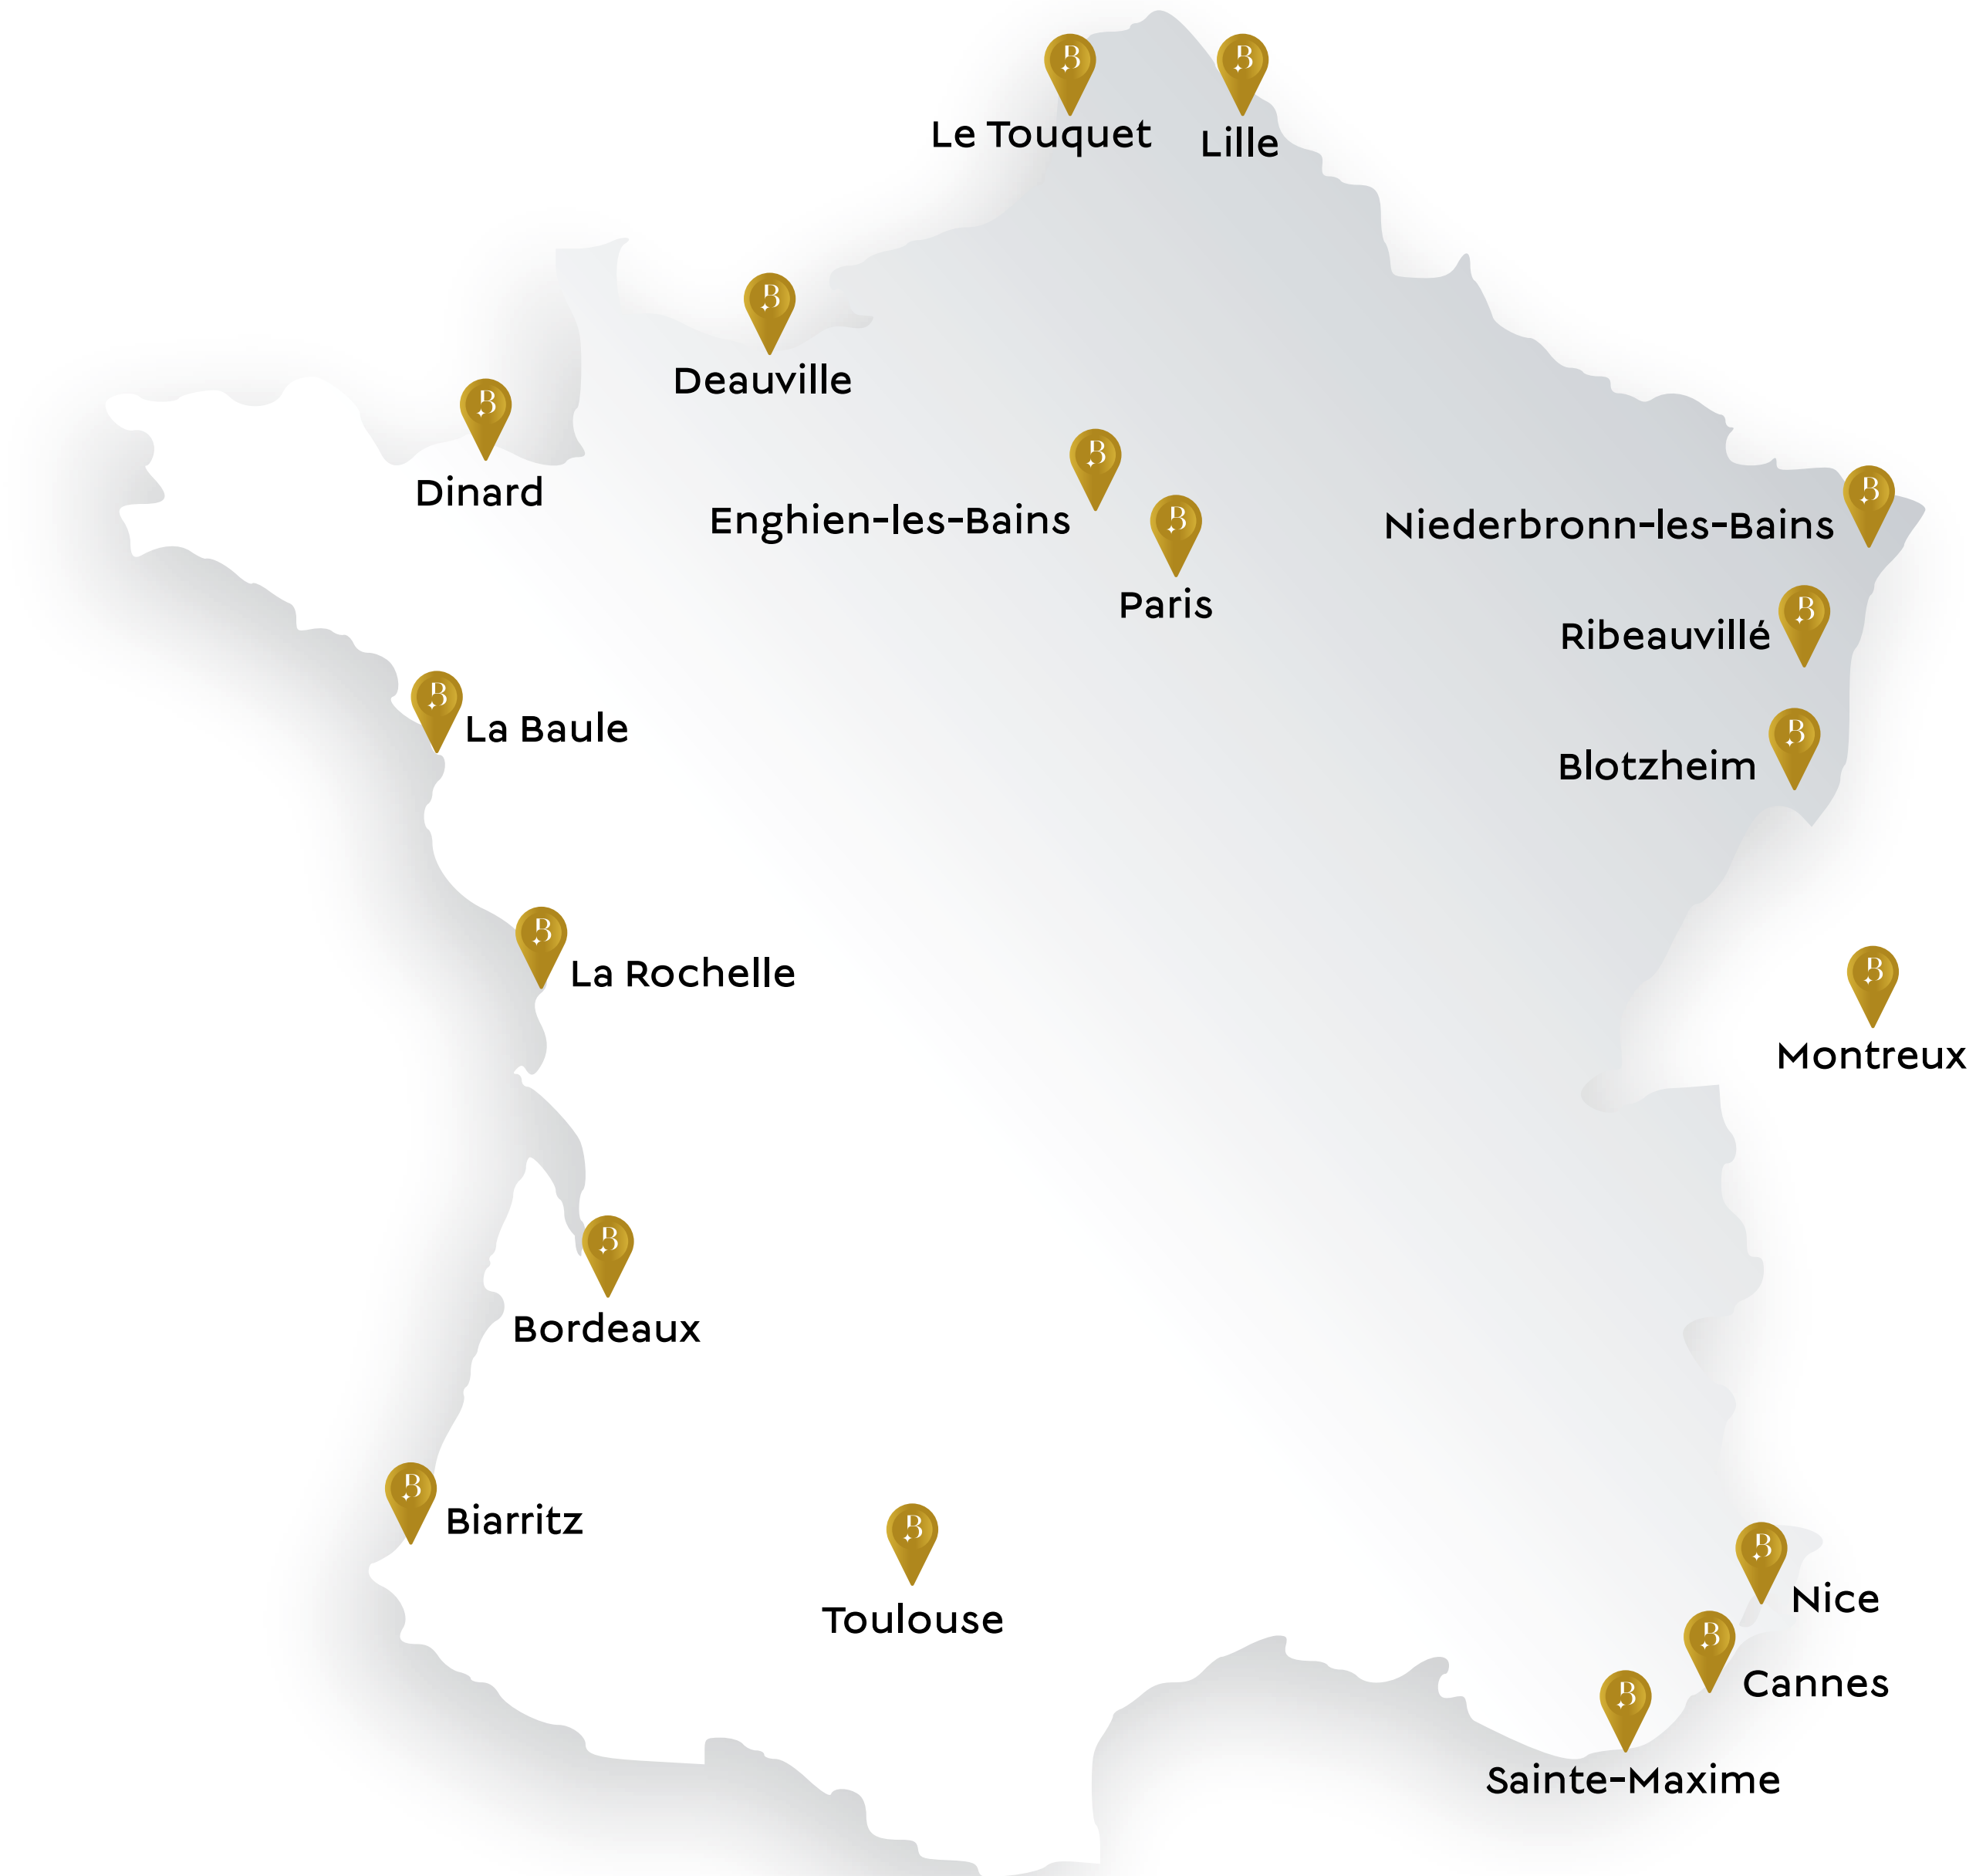 Le Touquet
Lille
Deauville
Dinard
Enghien-les-Bains
Niederbronn-les-Bains
Paris
Ribeauvillé
La Baule
Blotzheim
La Rochelle
Montreux
Bordeaux
Biarritz
Nice
Toulouse
Cannes
Sainte-Maxime